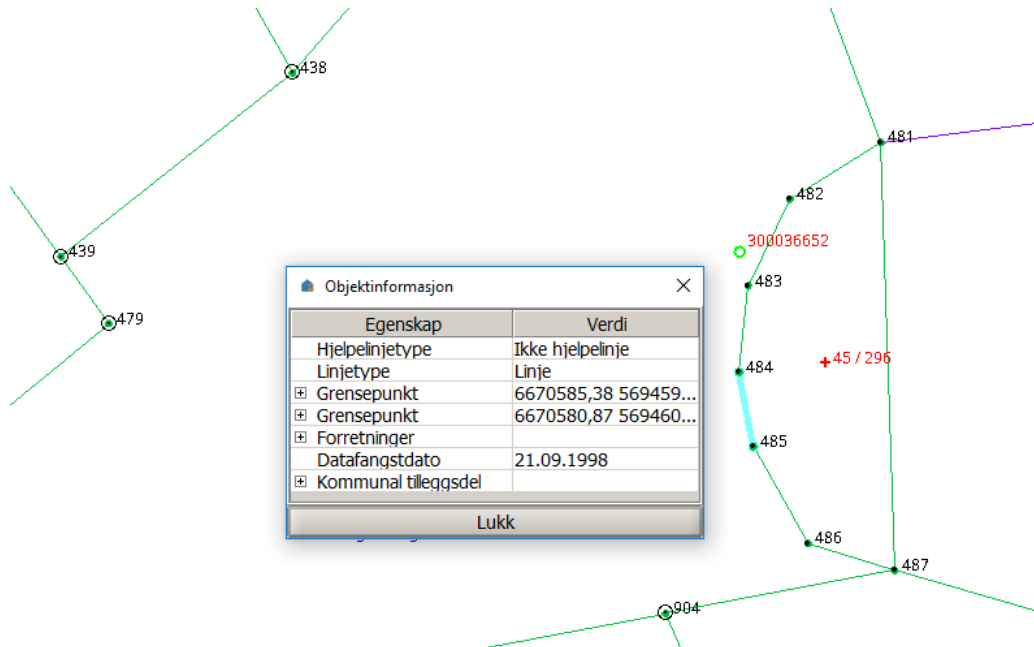 438
481
482
300036652
439
483
479
45 / 296
484
485
486
487
904
Objektinformasjon
Egenskap Verdi
Hjelpelinjetype Ikke hjelpelinje
Linjetype Linje
Grensepunkt 6670585,38 569459...
Grensepunkt 6670580,87 569460...
Forretninger
Datafangstdato 21.09.1998
Kommunal tilleggsdel
Lukk